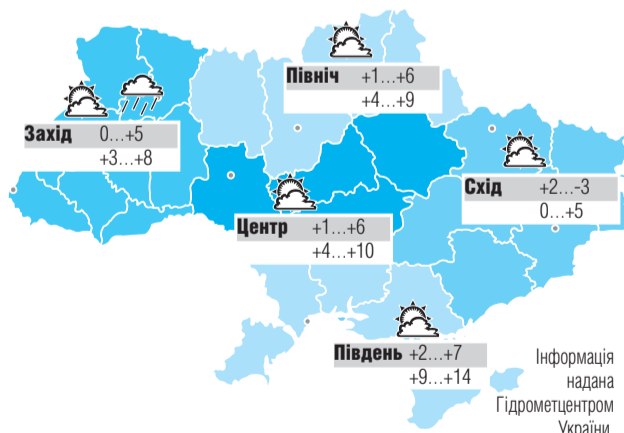 Північ +1...+6
+4...+9
Захід 0...+5
+3...+8
Схід +2...-3
0...+5
Центр +1...+6
+4...+10
Південь +2...+7
+9...+14
Інформація
надана
Гідрометцентром
України.